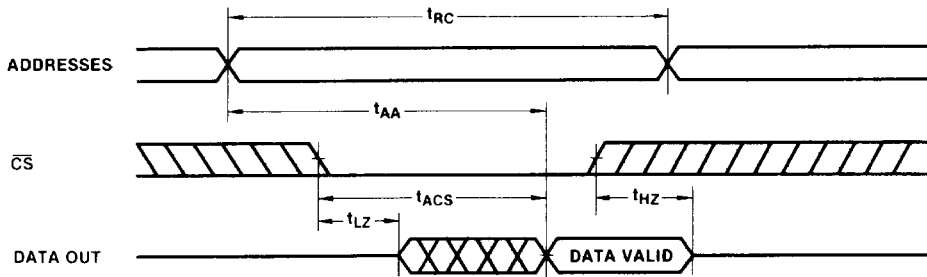 tRC
ADDRESSES
tAA
CS
tACS
tHZ
tLZ
DATA OUT
DATA VALID